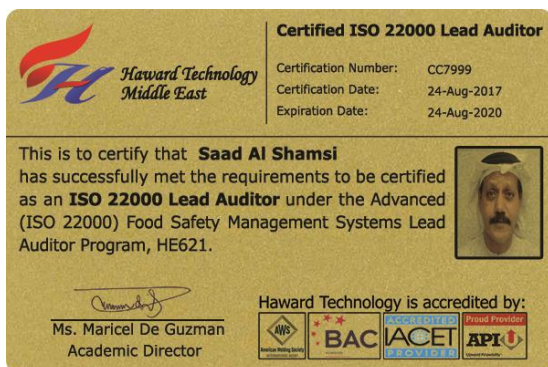 Haward Technology
Middle East
Certified ISO 22000 Lead Auditor
Certification Number: CC7999
Certification Date: 24-Aug-2017
Expiration Date: 24-Aug-2020
This is to certify that Saad Al Shamsi
has successfully met the requirements to be certified
as an ISO 22000 Lead Auditor under the Advanced
(ISO 22000) Food Safety Management Systems Lead
Auditor Program, HE621.
Ms. Maricel De Guzman
Academic Director
Haward Technology is accredited by:
AWS
American Welding Society
BAC
ACCREDITED
IACET
PROVIDER
Proud Provider
API